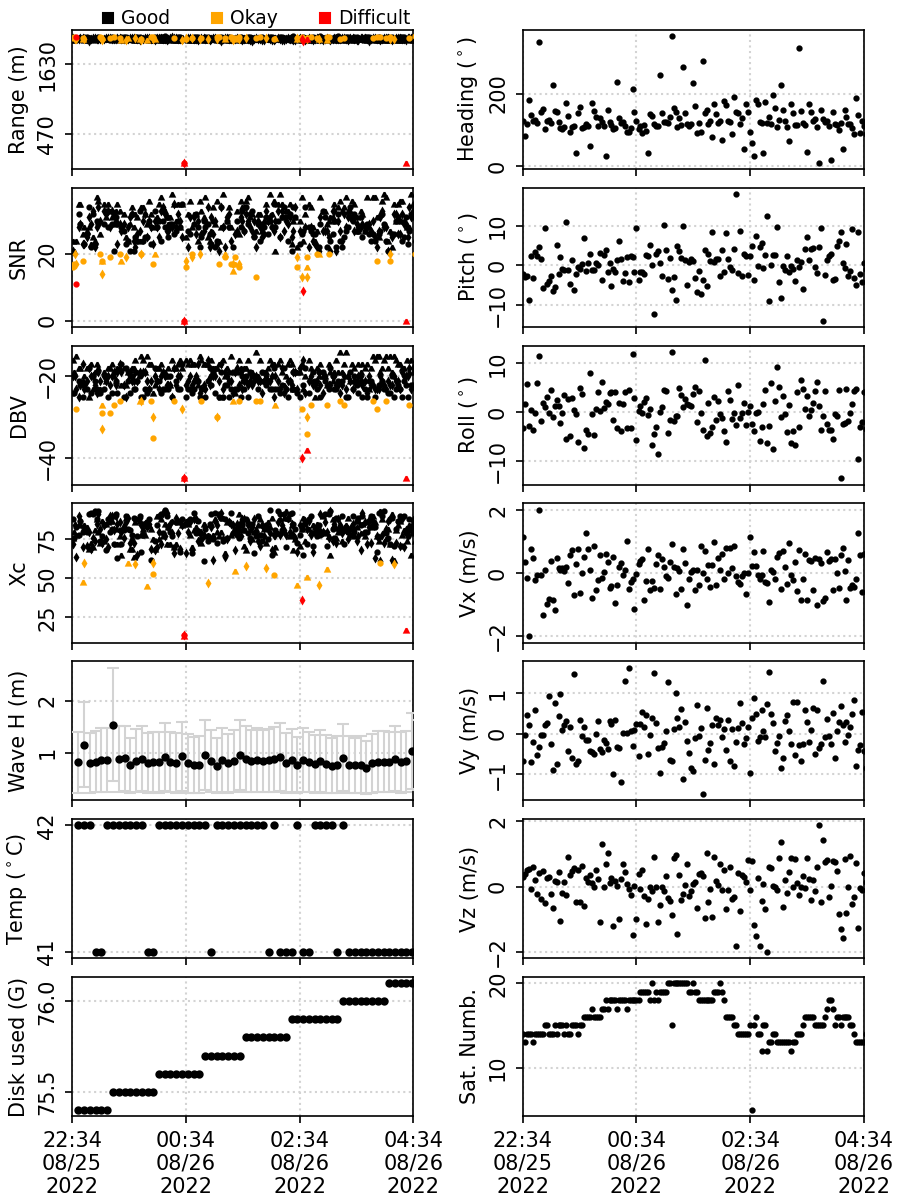 Good Okay Difficult
Range (m)
1630
470
SNR
20
0
DBV
−20
−40
Xc
75
50
25
Wave H (m)
2
1
Temp (°C)
42
41
Disk used (G)
76.0
75.5
22:34 00:34 02:34 04:34
08/25 08/26 08/26 08/26
2022 2022 2022 2022
Heading (°)
200
0
Pitch (°)
10
0
−10
Roll (°)
10
0
−10
Vx (m/s)
2
0
−2
Vy (m/s)
1
0
−1
Vz (m/s)
2
0
−2
Sat. Numb.
20
10
22:34 00:34 02:34 04:34
08/25 08/26 08/26 08/26
2022 2022 2022 2022